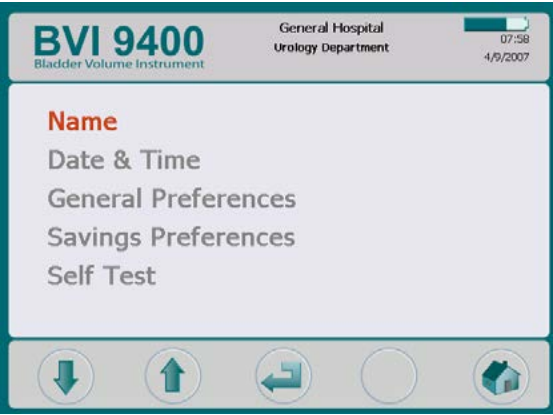 BVI 9400
Bladder Volume Instrument
General Hospital
Urology Department
07:58
4/9/2007
Name
Date & Time
General Preferences
Savings Preferences
Self Test